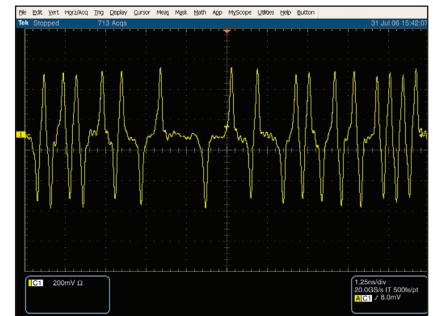 File Edit Vert Horz/Acq Trig Display Cursor Meas Mask Math App MyScope Utilities Help Button
Tek Stopped 713 Acqs 31 Jul 06 15:42:07
1
C1 200mV Ω
1.25ns/div
20.0GS/s IT 500fs/pt
A C1 8.0mV